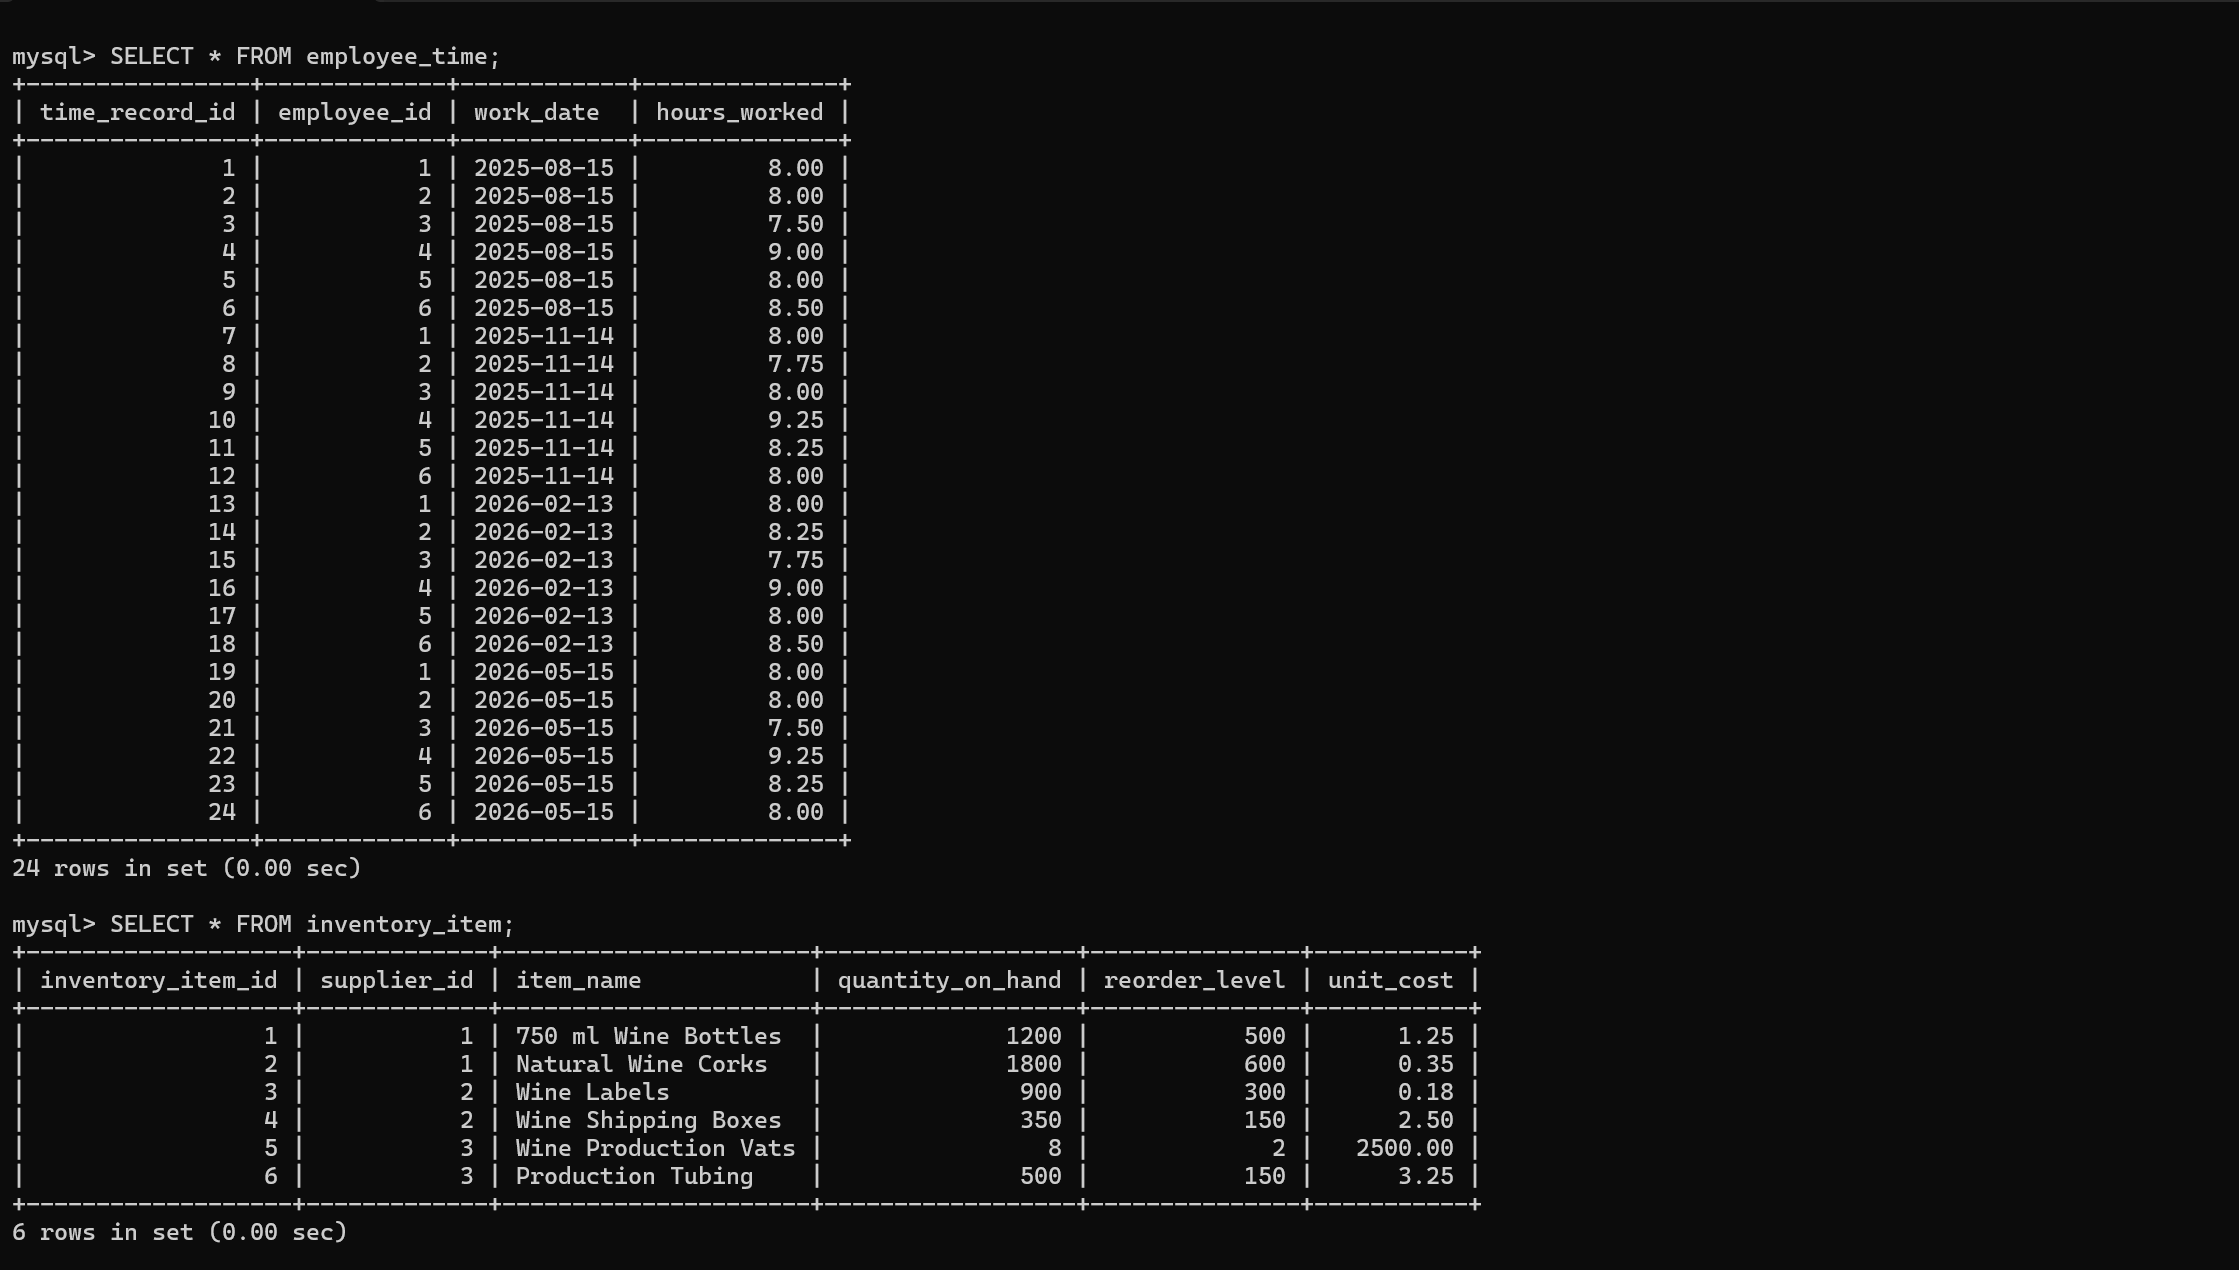 mysql> SELECT * FROM employee_time;
+----------------+-------------+------------+--------------+
| time_record_id | employee_id | work_date  | hours_worked |
+----------------+-------------+------------+--------------+
|              1 |           1 | 2025-08-15 |         8.00 |
|              2 |           2 | 2025-08-15 |         8.00 |
|              3 |           3 | 2025-08-15 |         7.50 |
|              4 |           4 | 2025-08-15 |         9.00 |
|              5 |           5 | 2025-08-15 |         8.00 |
|              6 |           6 | 2025-08-15 |         8.50 |
|              7 |           1 | 2025-11-14 |         8.00 |
|              8 |           2 | 2025-11-14 |         7.75 |
|              9 |           3 | 2025-11-14 |         8.00 |
|             10 |           4 | 2025-11-14 |         9.25 |
|             11 |           5 | 2025-11-14 |         8.25 |
|             12 |           6 | 2025-11-14 |         8.00 |
|             13 |           1 | 2026-02-13 |         8.00 |
|             14 |           2 | 2026-02-13 |         8.25 |
|             15 |           3 | 2026-02-13 |         7.75 |
|             16 |           4 | 2026-02-13 |         9.00 |
|             17 |           5 | 2026-02-13 |         8.00 |
|             18 |           6 | 2026-02-13 |         8.50 |
|             19 |           1 | 2026-05-15 |         8.00 |
|             20 |           2 | 2026-05-15 |         8.00 |
|             21 |           3 | 2026-05-15 |         7.50 |
|             22 |           4 | 2026-05-15 |         9.25 |
|             23 |           5 | 2026-05-15 |         8.25 |
|             24 |           6 | 2026-05-15 |         8.00 |
+----------------+-------------+------------+--------------+
24 rows in set (0.00 sec)

mysql> SELECT * FROM inventory_item;
+-------------------+-------------+----------------------+------------------+---------------+-----------+
| inventory_item_id | supplier_id | item_name            | quantity_on_hand | reorder_level | unit_cost |
+-------------------+-------------+----------------------+------------------+---------------+-----------+
|                 1 |           1 | 750 ml Wine Bottles  |             1200 |           500 |      1.25 |
|                 2 |           1 | Natural Wine Corks   |             1800 |           600 |      0.35 |
|                 3 |           2 | Wine Labels          |              900 |           300 |      0.18 |
|                 4 |           2 | Wine Shipping Boxes  |              350 |           150 |      2.50 |
|                 5 |           3 | Wine Production Vats |                8 |             2 |   2500.00 |
|                 6 |           3 | Production Tubing    |              500 |           150 |      3.25 |
+-------------------+-------------+----------------------+------------------+---------------+-----------+
6 rows in set (0.00 sec)